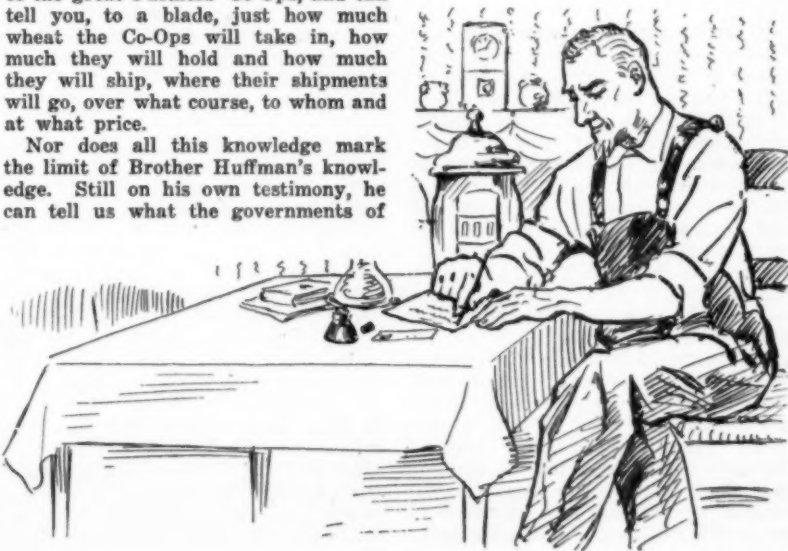 tell you, to a blade, just how much
wheat the Co-Ops will take in, how
much they will hold and how much
they will ship, where their shipments
will go, over what course, to whom and
at what price.
Nor does all this knowledge mark
the limit of Brother Huffman's knowl-
edge. Still on his own testimony, he
can tell us what the governments of